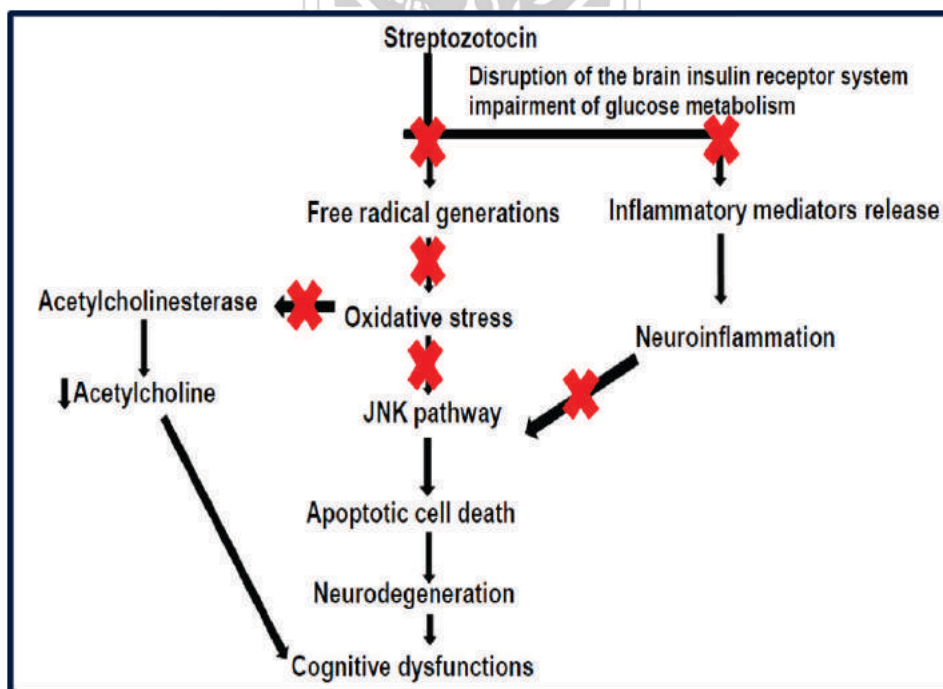 Streptozotocin
Disruption of the brain insulin receptor system
impairment of glucose metabolism
Free radical generations
Inflammatory mediators release
Acetylcholinesterase
Oxidative stress
Neuroinflammation
Acetylcholine
JNK pathway
Apoptotic cell death
Neurodegeneration
Cognitive dysfunctions